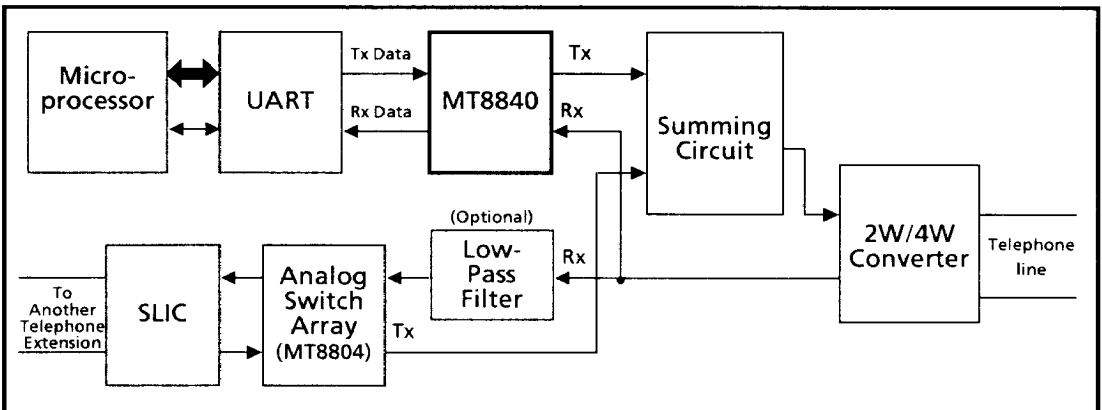 Micro-
processor
UART
Tx Data
Rx Data
MT8840
Tx
Rx
Summing
Circuit
2W/4W
Converter
Telephone
line
(Optional)
Low-
Pass
Filter
Rx
Analog
Switch
Array
(MT8804)
Tx
SLIC
To
Another
Telephone
Extension